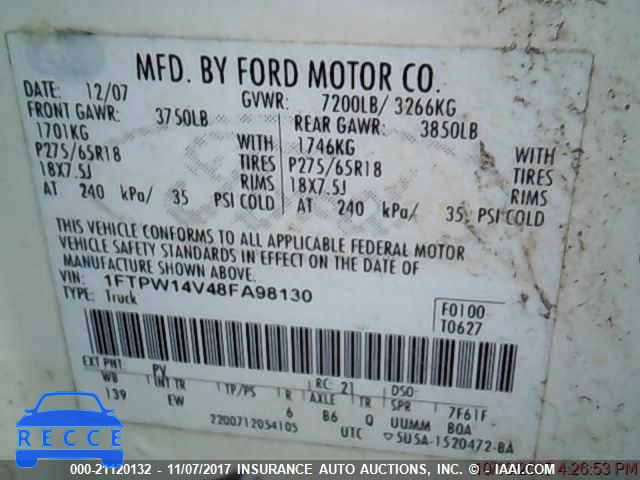 MFD. BY FORD MOTOR CO.
DATE: 12/07 GVWR: 7200LB/ 3266KG
FRONT GAWR: 3750LB REAR GAWR: 3850LB
1701KG WITH 1746KG WITH
P275/65R18 TIRES P275/65R18 TIRES
18X7.5J RIMS 18X7.5J RIMS
AT 240 kPa/ 35 PSI COLD AT 240 kPa/ 35 PSI COLD
THIS VEHICLE CONFORMS TO ALL APPLICABLE FEDERAL MOTOR
VEHICLE SAFETY STANDARDS IN EFFECT ON THE DATE OF
MANUFACTURE SHOWN ABOVE.
VIN: 1FTPW14V48FA98130
TYPE: Truck
F0100
T0627
EXT PNT: PV RC: 21 DSO:
WB INT TR TP/PS R AXLE TR SPR 7F61F
139 EW 6 B6 Q UUMM BOA
2200712054105 UTC 5U5A-1520472-BA
RECCE
000-21120132 - 11/07/2017 INSURANCE AUTO AUCTIONS, INC. © IAAI.COM
4:26:53 PM